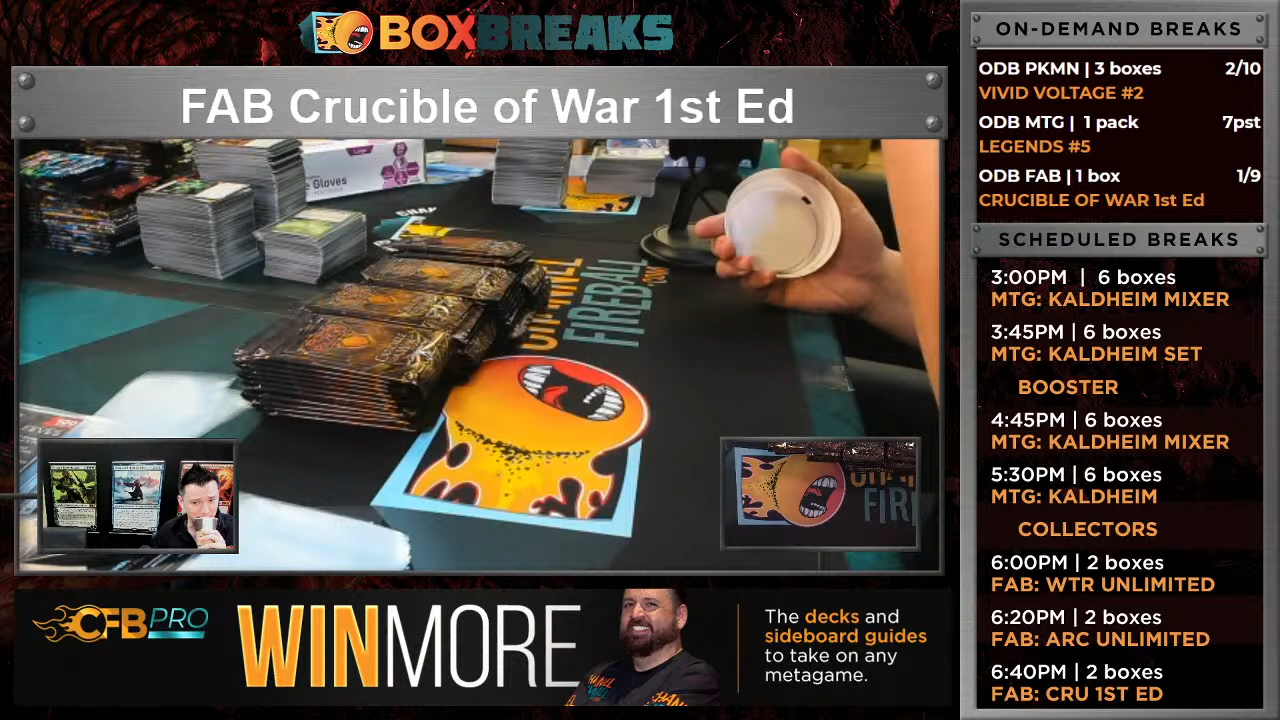 BOXBREAKS
FAB Crucible of War 1st Ed
Gloves
CHANNEL
FIREBALL
.COM
FIR
CFB PRO
WINMORE
The decks and
sideboard guides
to take on any
metagame.
ON-DEMAND BREAKS
ODB PKMN | 3 boxes 2/10
VIVID VOLTAGE #2
ODB MTG | 1 pack 7pst
LEGENDS #5
ODB FAB | 1 box 1/9
CRUCIBLE OF WAR 1st Ed
SCHEDULED BREAKS
3:00PM | 6 boxes
MTG: KALDHEIM MIXER
3:45PM | 6 boxes
MTG: KALDHEIM SET
BOOSTER
4:45PM | 6 boxes
MTG: KALDHEIM MIXER
5:30PM | 6 boxes
MTG: KALDHEIM
COLLECTORS
6:00PM | 2 boxes
FAB: WTR UNLIMITED
6:20PM | 2 boxes
FAB: ARC UNLIMITED
6:40PM | 2 boxes
FAB: CRU 1ST ED